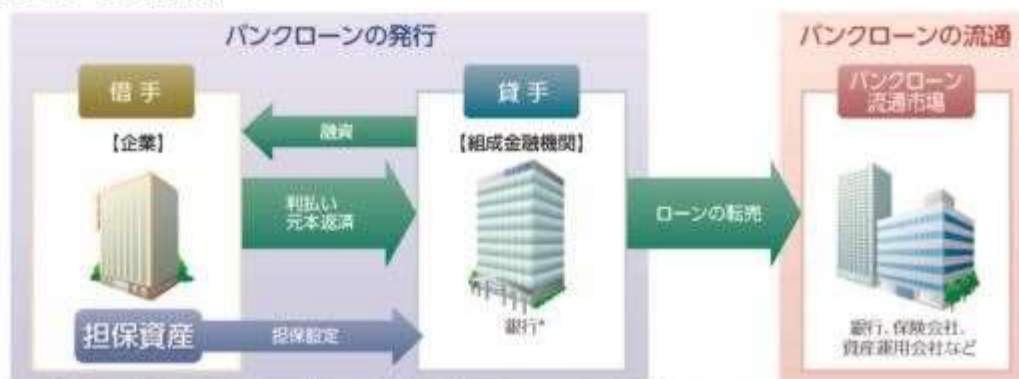 バンクローンの発行
バンクローンの流通
借手
貸手
バンクローン
流通市場
【企業】
融資
【組成金融機関】
利払い
元本返済
ローンの転売
銀行*
担保資産
担保設定
銀行、保険会社、
資産運用会社など